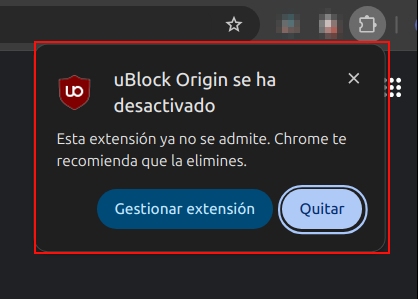 uBlock Origin se ha
desactivado
Esta extensión ya no se admite. Chrome te
recomienda que la elimines.
Gestionar extensión
Quitar